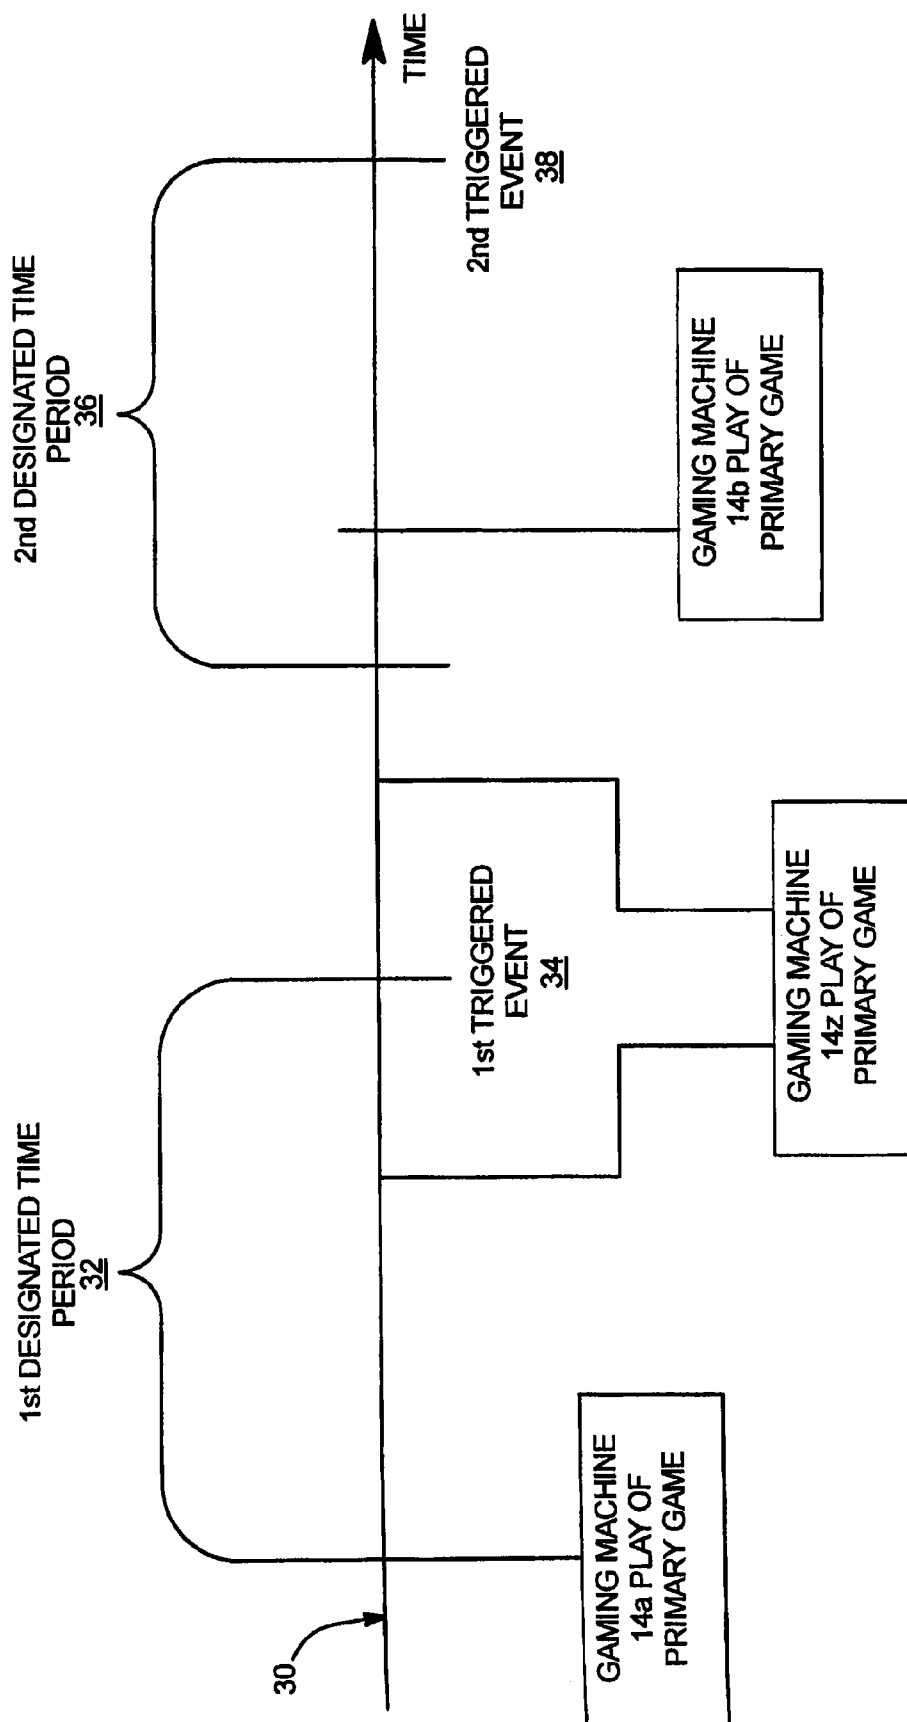 1st DESIGNATED TIME
PERIOD
32
2nd DESIGNATED TIME
PERIOD
36
30
TIME
1st TRIGGERED
EVENT
34
2nd TRIGGERED
EVENT
38
GAMING MACHINE
14a PLAY OF
PRIMARY GAME
GAMING MACHINE
14z PLAY OF
PRIMARY GAME
GAMING MACHINE
14b PLAY OF
PRIMARY GAME